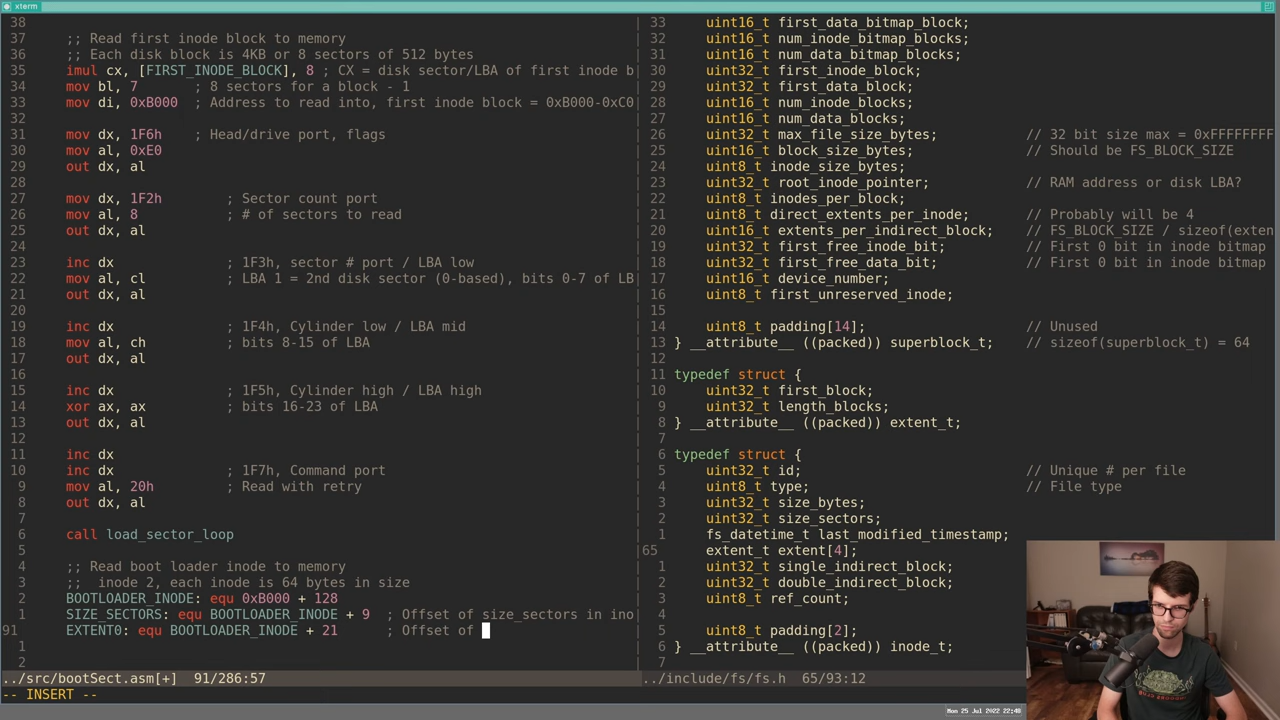 xterm
38
37 ;; Read first inode block to memory
36 ;; Each disk block is 4KB or 8 sectors of 512 bytes
35 imul cx, [FIRST_INODE_BLOCK], 8 ; CX = disk sector/LBA of first inode b
34 mov bl, 7 ; 8 sectors for a block - 1
33 mov di, 0xB000 ; Address to read into, first inode block = 0xB000-0xC0
32
31 mov dx, 1F6h ; Head/drive port, flags
30 mov al, 0xE0
29 out dx, al
28
27 mov dx, 1F2h ; Sector count port
26 mov al, 8 ; # of sectors to read
25 out dx, al
24
23 inc dx ; 1F3h, sector # port / LBA low
22 mov al, cl ; LBA 1 = 2nd disk sector (0-based), bits 0-7 of LB
21 out dx, al
20
19 inc dx ; 1F4h, Cylinder low / LBA mid
18 mov al, ch ; bits 8-15 of LBA
17 out dx, al
16
15 inc dx ; 1F5h, Cylinder high / LBA high
14 xor ax, ax ; bits 16-23 of LBA
13 out dx, al
12
11 inc dx
10 inc dx ; 1F7h, Command port
9 mov al, 20h ; Read with retry
8 out dx, al
7
6 call load_sector_loop
5
4 ;; Read boot loader inode to memory
3 ;; inode 2, each inode is 64 bytes in size
2 BOOTLOADER_INODE: equ 0xB000 + 128
1 SIZE_SECTORS: equ BOOTLOADER_INODE + 9 ; Offset of size_sectors in ino
91 EXTENT0: equ BOOTLOADER_INODE + 21 ; Offset of
1
2
../src/bootSect.asm[+] 91/286:57
-- INSERT --
33 uint16_t first_data_bitmap_block;
32 uint16_t num_inode_bitmap_blocks;
31 uint16_t num_data_bitmap_blocks;
30 uint32_t first_inode_block;
29 uint32_t first_data_block;
28 uint16_t num_inode_blocks;
27 uint16_t num_data_blocks;
26 uint32_t max_file_size_bytes; // 32 bit size max = 0xFFFFFFFF
25 uint16_t block_size_bytes; // Should be FS_BLOCK_SIZE
24 uint8_t inode_size_bytes;
23 uint32_t root_inode_pointer; // RAM address or disk LBA?
22 uint8_t inodes_per_block;
21 uint8_t direct_extents_per_inode; // Probably will be 4
20 uint16_t extents_per_indirect_block; // FS_BLOCK_SIZE / sizeof(exten
19 uint32_t first_free_inode_bit; // First 0 bit in inode bitmap
18 uint32_t first_free_data_bit; // First 0 bit in inode bitmap
17 uint16_t device_number;
16 uint8_t first_unreserved_inode;
15
14 uint8_t padding[14]; // Unused
13 } __attribute__ ((packed)) superblock_t; // sizeof(superblock_t) = 64
12
11 typedef struct {
10 uint32_t first_block;
9 uint32_t length_blocks;
8 } __attribute__ ((packed)) extent_t;
7
6 typedef struct {
5 uint32_t id; // Unique # per file
4 uint8_t type; // File type
3 uint32_t size_bytes;
2 uint32_t size_sectors;
1 fs_datetime_t last_modified_timestamp;
65 extent_t extent[4];
1 uint32_t single_indirect_block;
2 uint32_t double_indirect_block;
3 uint8_t ref_count;
4
5 uint8_t padding[2];
6 } __attribute__ ((packed)) inode_t;
7
../include/fs/fs.h 65/93:12
Mon 25 Jul 2022 22:48